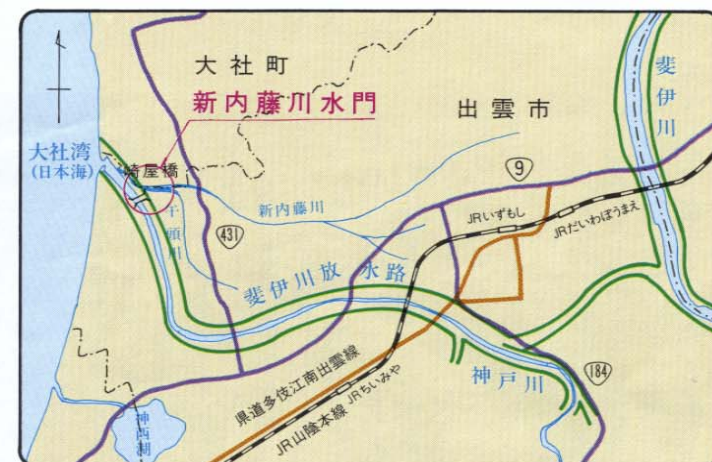 大社町
新内藤川水門
出雲市
斐伊川
大社湾
(日本海)
崎屋橋
9
JRいずもし
JRだいわぼうまえ
新内藤川
干頭川
431
斐伊川放水路
神戸川
184
県道多伎江南出雲線
JRちいみや
JR山陰本線
神西湖